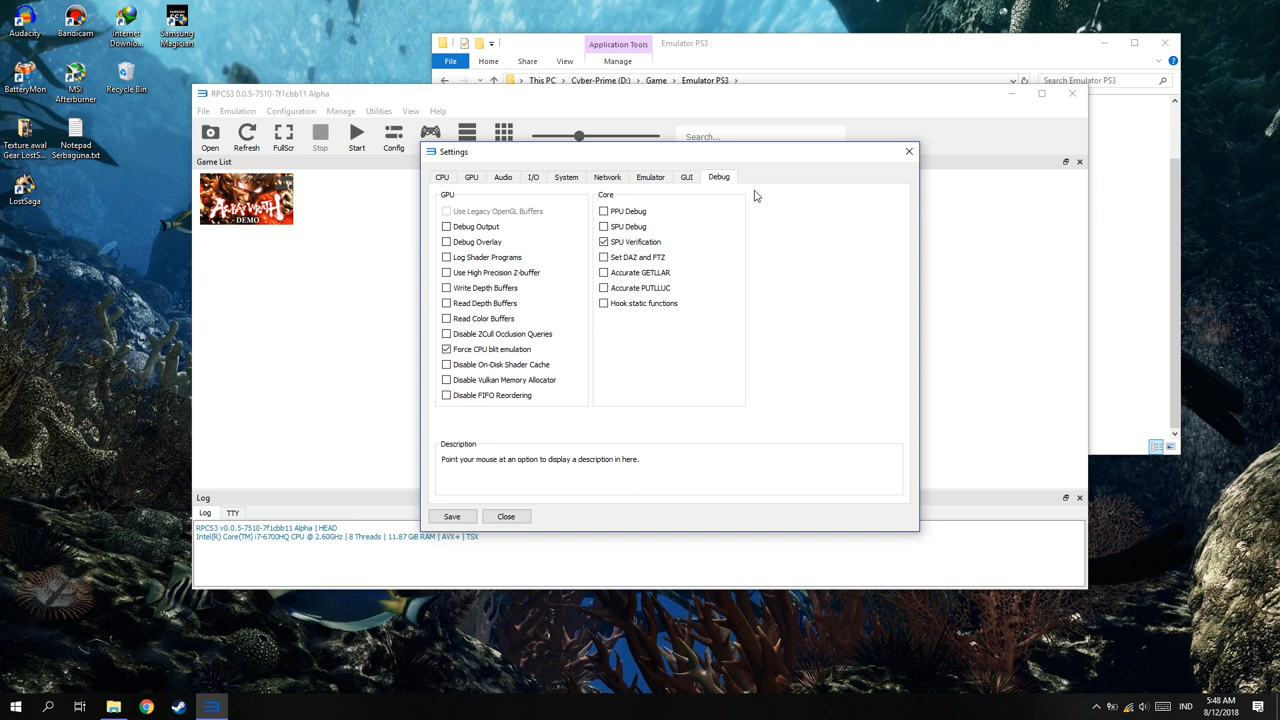 Audacity
Bandicam
Internet
Downlo...
Samsung
Magician
BatteryMon
MSI
Afterburner
Recycle Bin
Texture awal
Gear LostS...
Notepad
Serbaguna.txt
LostSaga
Application Tools
Emulator PS3
File
Home
Share
View
Manage
This PC
Cyber-Prime (D:)
Game
Emulator PS3
Search Emulator PS3
RPCS3 0.0.5-7510-7f1cbb11 Alpha
File
Emulation
Configuration
Manage
Utilities
View
Help
Open
Refresh
FullScr
Stop
Start
Config
Search...
Game List
ASURA'S WRATH
- DEMO -
Settings
CPU
GPU
Audio
I/O
System
Network
Emulator
GUI
Debug
GPU
Use Legacy OpenGL Buffers
Debug Output
Debug Overlay
Log Shader Programs
Use High Precision Z-buffer
Write Depth Buffers
Read Depth Buffers
Read Color Buffers
Disable ZCull Occlusion Queries
Force CPU blit emulation
Disable On-Disk Shader Cache
Disable Vulkan Memory Allocator
Disable FIFO Reordering
Core
PPU Debug
SPU Debug
SPU Verification
Set DAZ and FTZ
Accurate GETLLAR
Accurate PUTLLUC
Hook static functions
Description
Point your mouse at an option to display a description in here.
Save
Close
Log
Log
TTY
RPCS3 v0.0.5-7510-7f1cbb11 Alpha | HEAD
Intel(R) Core(TM) i7-6700HQ CPU @ 2.60GHz | 8 Threads | 11.87 GB RAM | AVX+ | TSX
IND
5:48 AM
8/12/2018